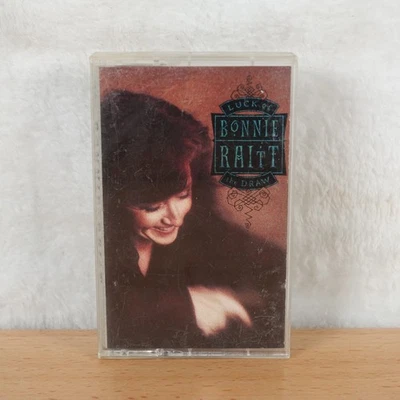 LUCK of
BONNIE
RAITT
the DRAW